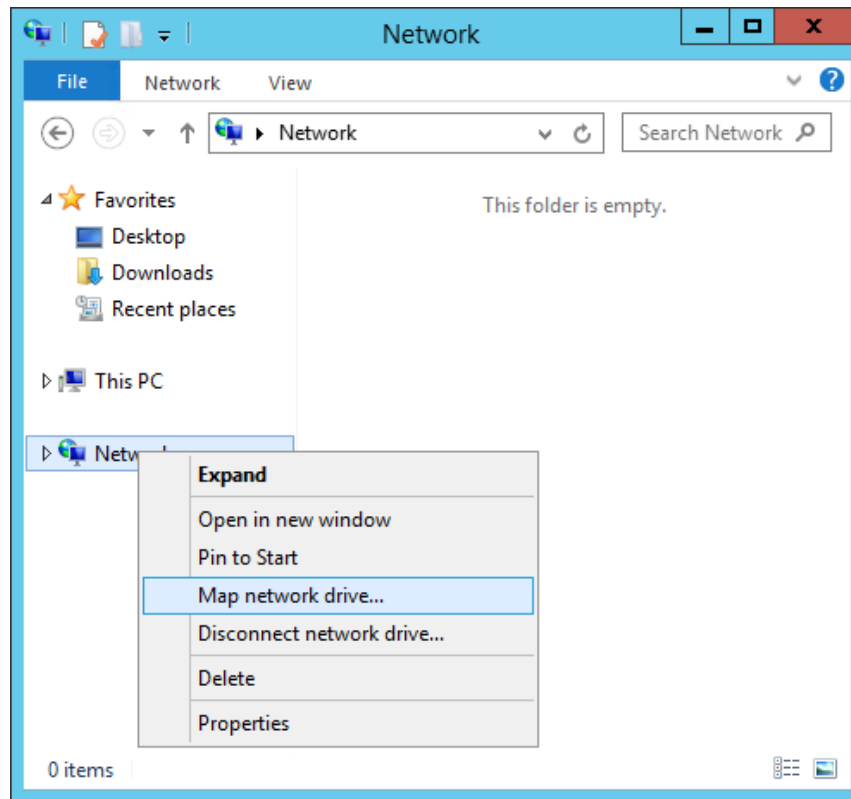 Network
File Network View
Network
Search Network
Favorites
This folder is empty.
Desktop
Downloads
Recent places
This PC
Expand
Open in new window
Pin to Start
Map network drive...
Disconnect network drive...
Delete
Properties
0 items